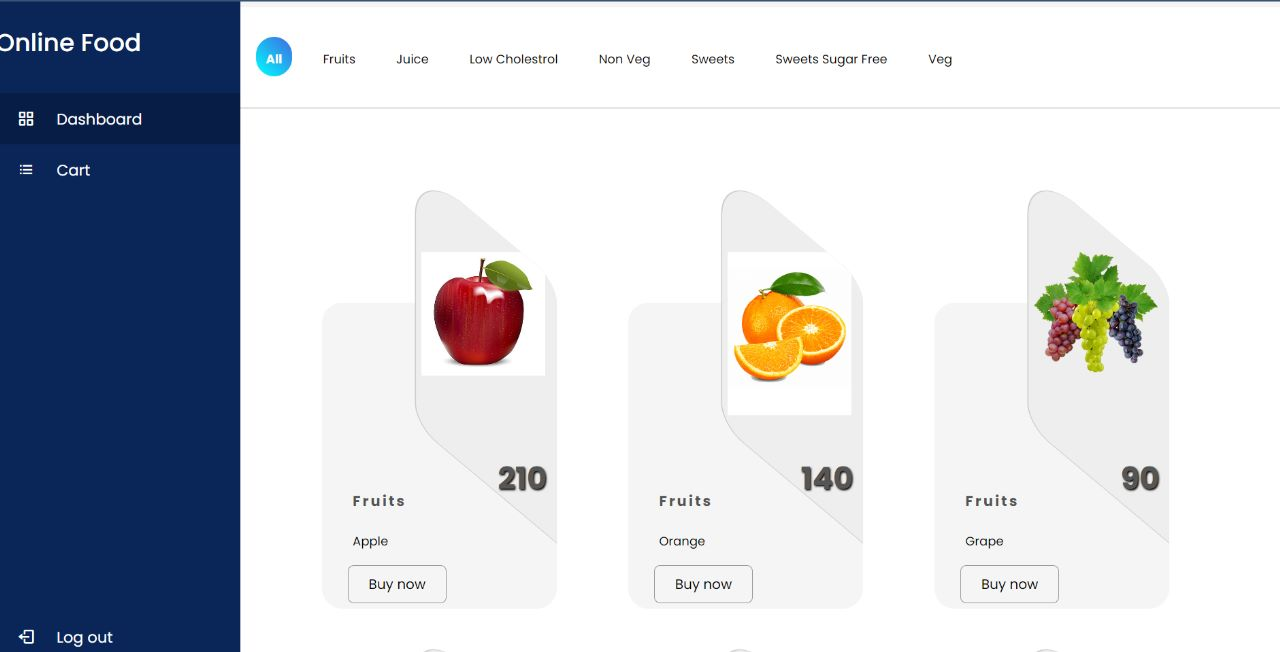 Online Food
Dashboard
Cart
Log out
All Fruits Juice Low Cholestrol Non Veg Sweets Sweets Sugar Free Veg
210
Fruits
Apple
Buy now
140
Fruits
Orange
Buy now
90
Fruits
Grape
Buy now